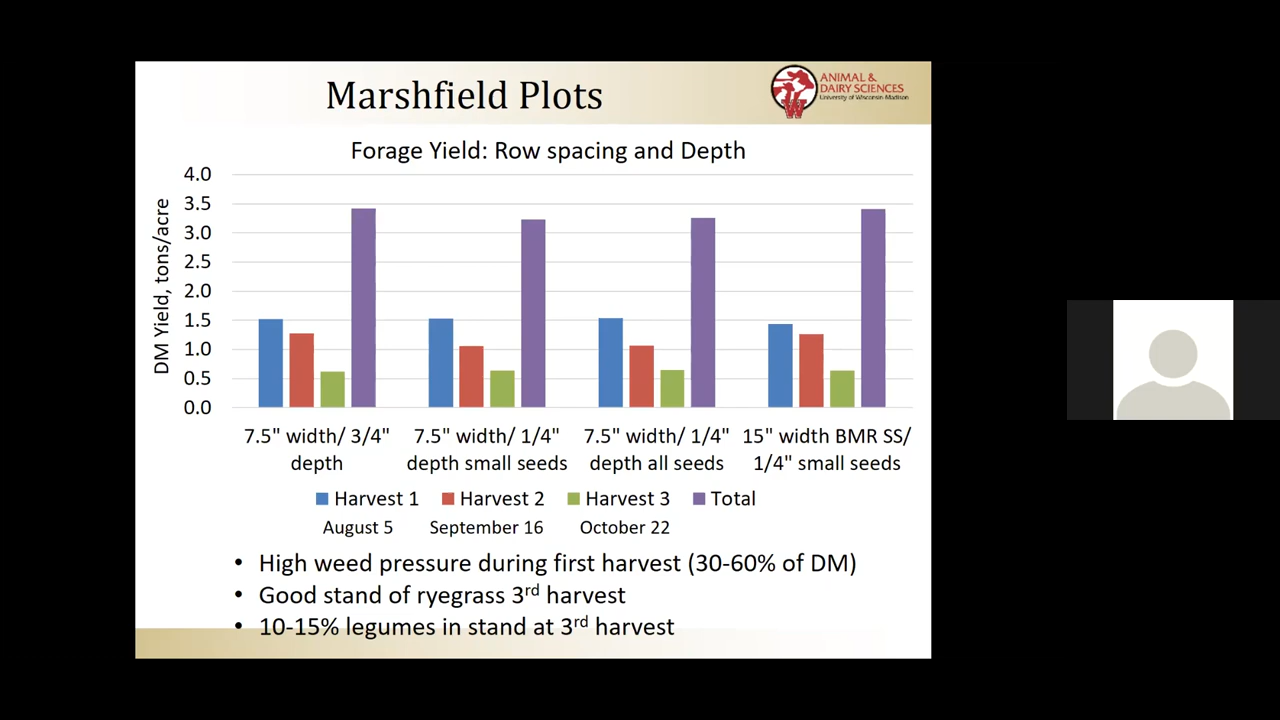 Marshfield Plots
ANIMAL &
DAIRY SCIENCES
University of Wisconsin-Madison
W
Forage Yield: Row spacing and Depth
DM Yield, tons/acre
4.0
3.5
3.0
2.5
2.0
1.5
1.0
0.5
0.0
7.5" width/ 3/4" depth
7.5" width/ 1/4" depth small seeds
7.5" width/ 1/4" depth all seeds
15" width BMR SS/ 1/4" small seeds
Harvest 1 Harvest 2 Harvest 3 Total
August 5 September 16 October 22
• High weed pressure during first harvest (30-60% of DM)
• Good stand of ryegrass 3rd harvest
• 10-15% legumes in stand at 3rd harvest